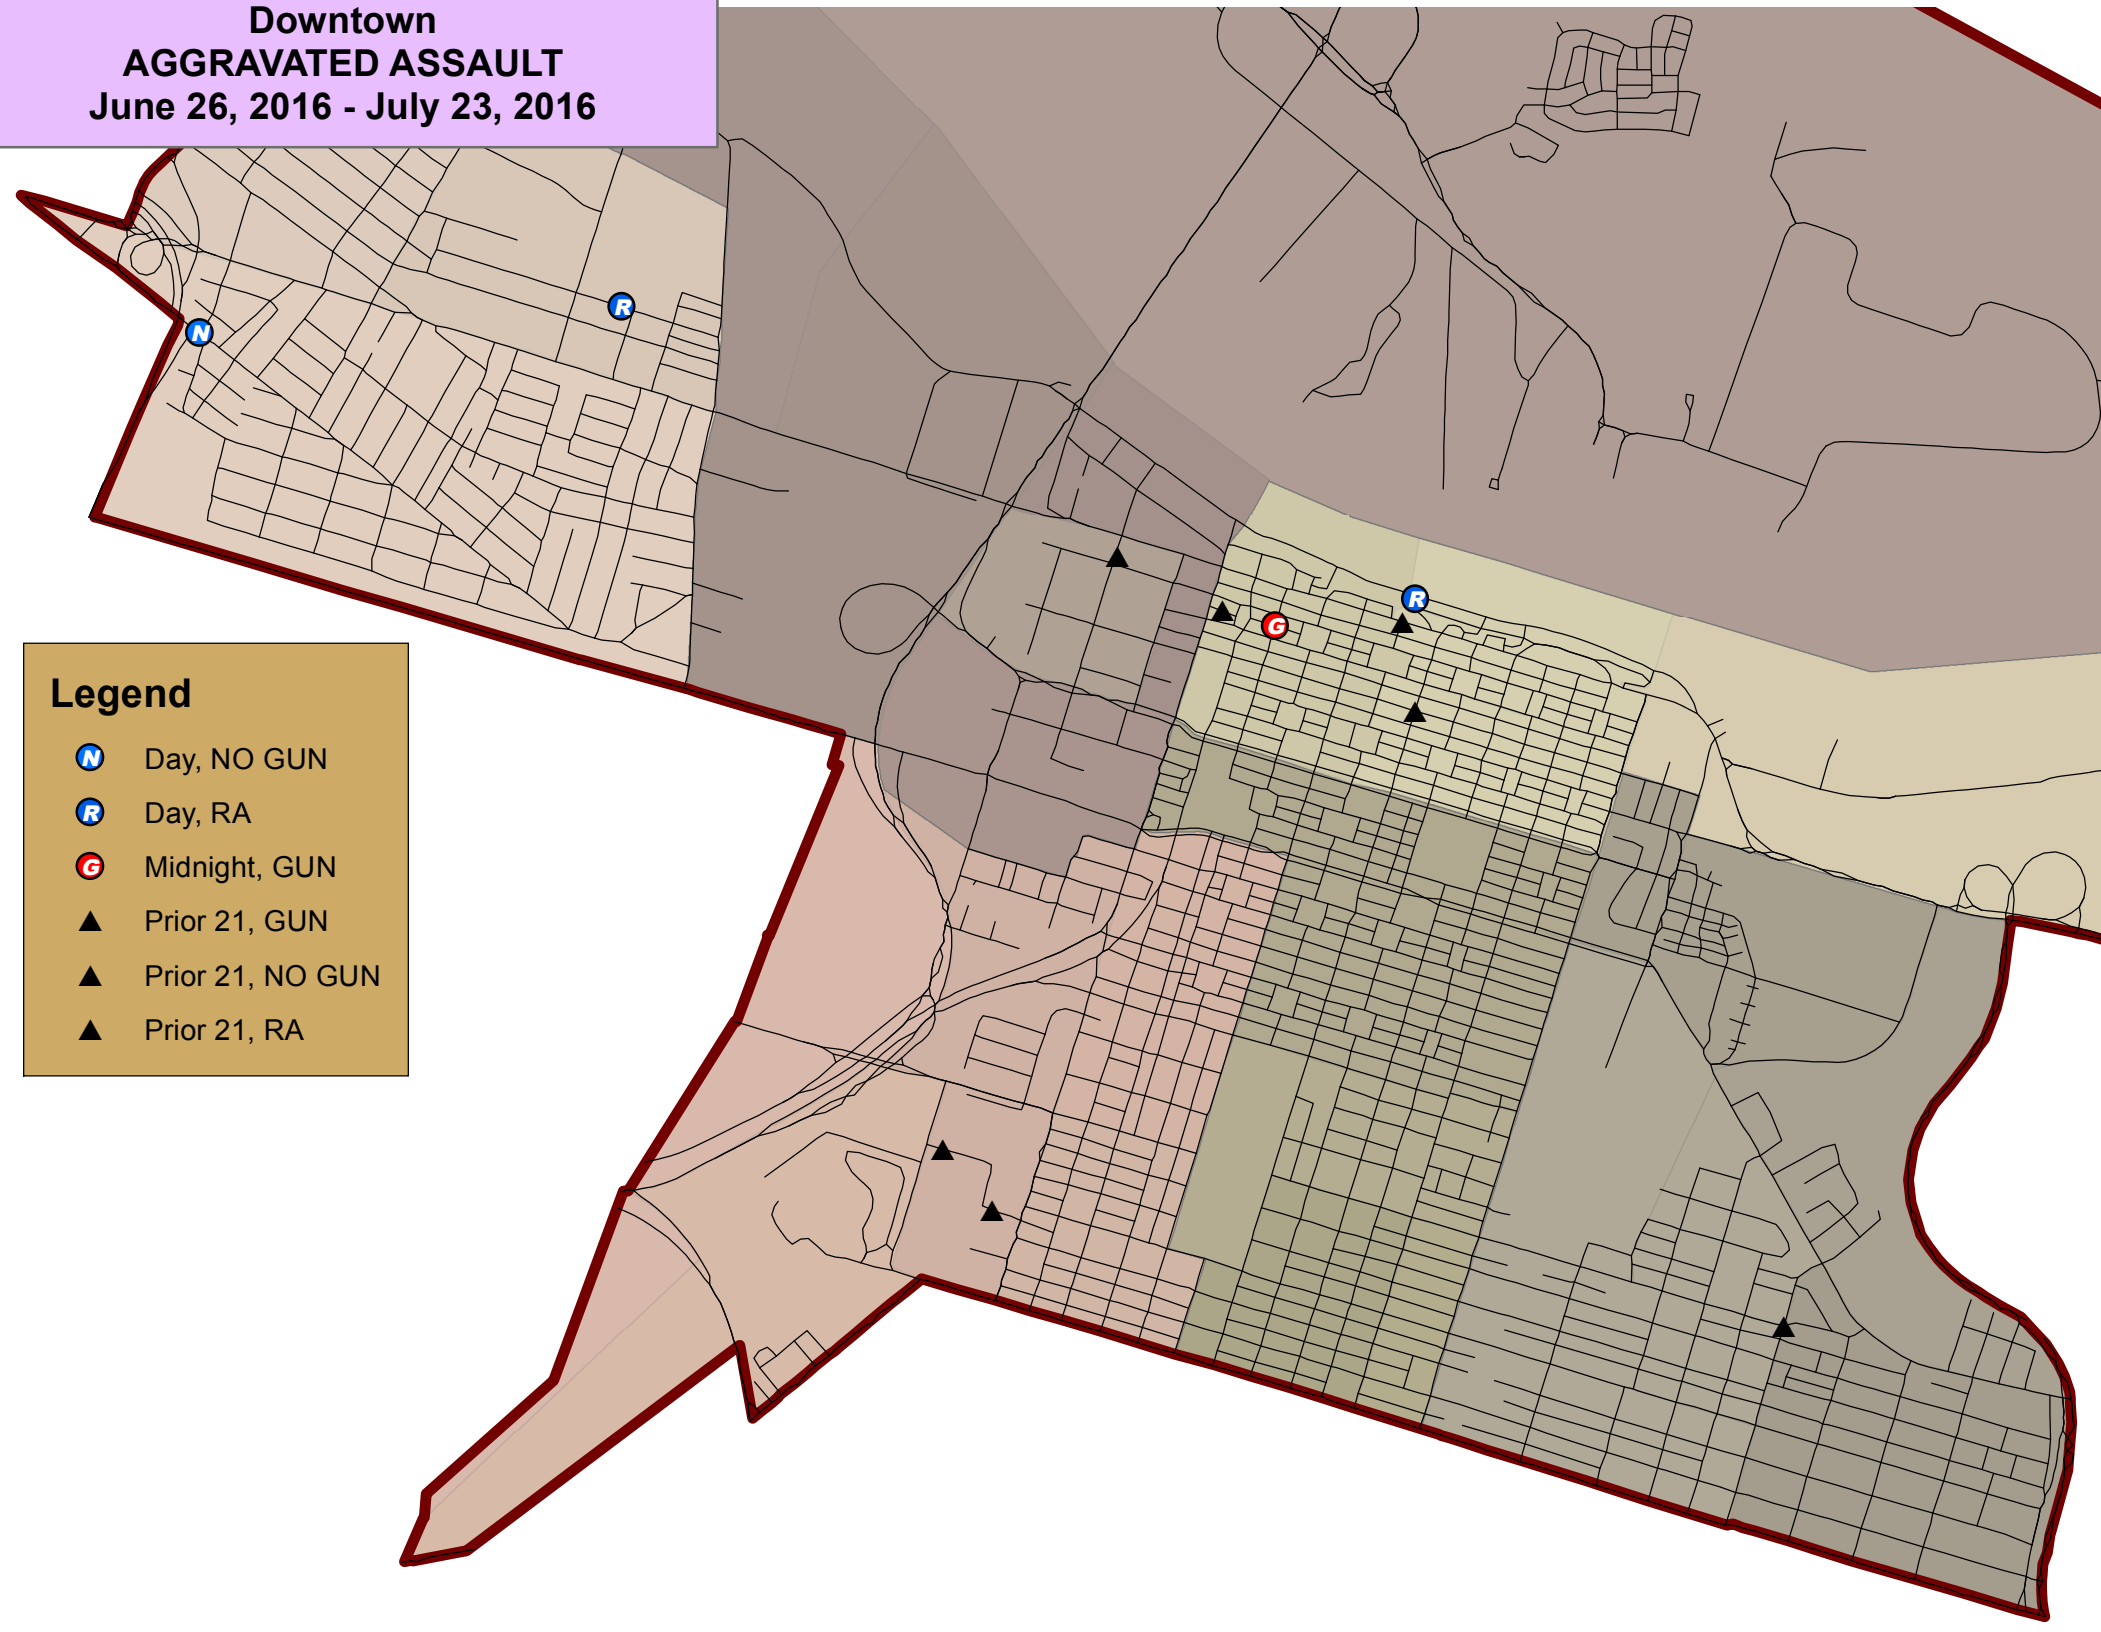 Downtown
AGGRAVATED ASSAULT
June 26, 2016 - July 23, 2016
R
N
R
G
Legend
N Day, NO GUN
R Day, RA
G Midnight, GUN
Prior 21, GUN
Prior 21, NO GUN
Prior 21, RA